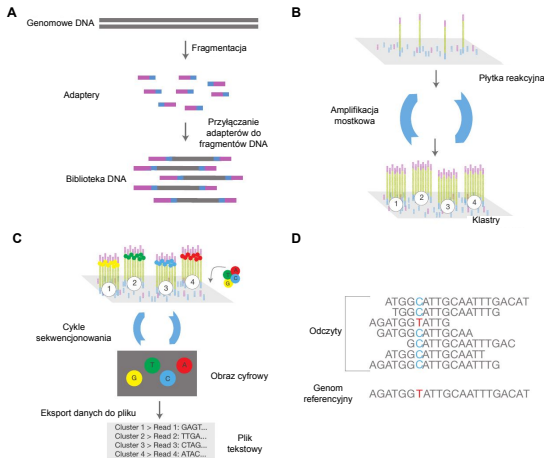 A
Genomowe DNA
Fragmentacja
Adaptery
Przyłączanie
adapterów do
fragmentów DNA
Biblioteka DNA
B
Płytka reakcyjna
Amplifikacja
mostkowa
1
2
3
4
Klastry
C
1
2
3
4
T
A
G
C
Cykle
sekwencjonowania
G
T
C
A
Obraz cyfrowy
Eksport danych do pliku
Cluster 1 > Read 1: GAGT...
Cluster 2 > Read 2: TTGA...
Cluster 3 > Read 3: CTAG...
Cluster 4 > Read 4: ATAC...
Plik
tekstowy
D
Odczyty
ATGGCATTGCAATTTGACAT
TGGCATTGCAATTTG
AGATGGTATTG
GATGGCATTGCAA
GCATTGCAATTTGAC
ATGGCATTGCAATT
AGATGGCATTGCAATTTG
Genom
referencyjny
AGATGGTATTGCAATTTGACAT